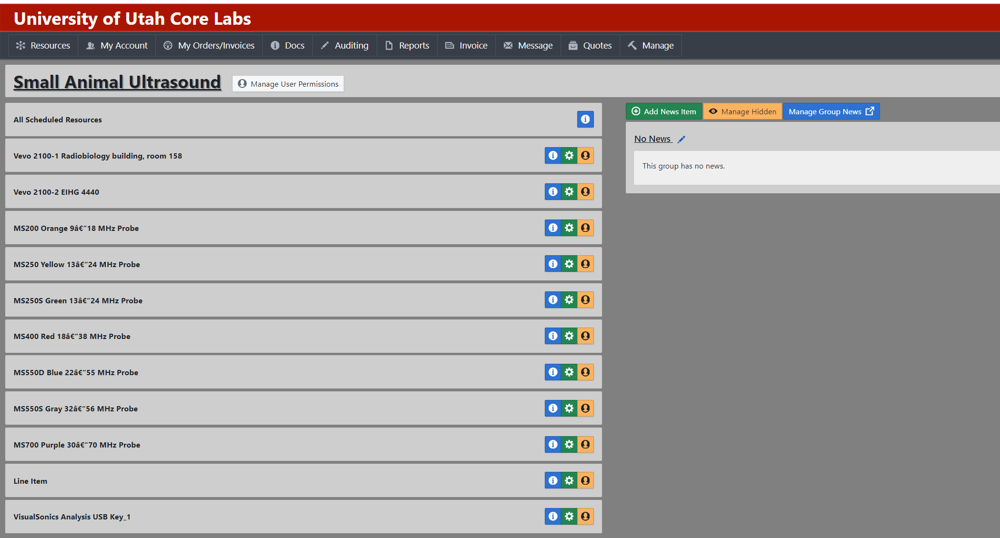 University of Utah Core Labs
Resources My Account My Orders/Invoices Docs Auditing Reports Invoice Message Quotes Manage
Small Animal Ultrasound Manage User Permissions
All Scheduled Resources
Vevo 2100-1 Radiobiology building, room 158
Vevo 2100-2 EIHG 4440
MS200 Orange 9â€“18 MHz Probe
MS250 Yellow 13â€“24 MHz Probe
MS250S Green 13â€“24 MHz Probe
MS400 Red 18â€“38 MHz Probe
MS550D Blue 22â€“55 MHz Probe
MS550S Gray 32â€“56 MHz Probe
MS700 Purple 30â€“70 MHz Probe
Line Item
VisualSonics Analysis USB Key_1
Add News Item Manage Hidden Manage Group News
No News
This group has no news.